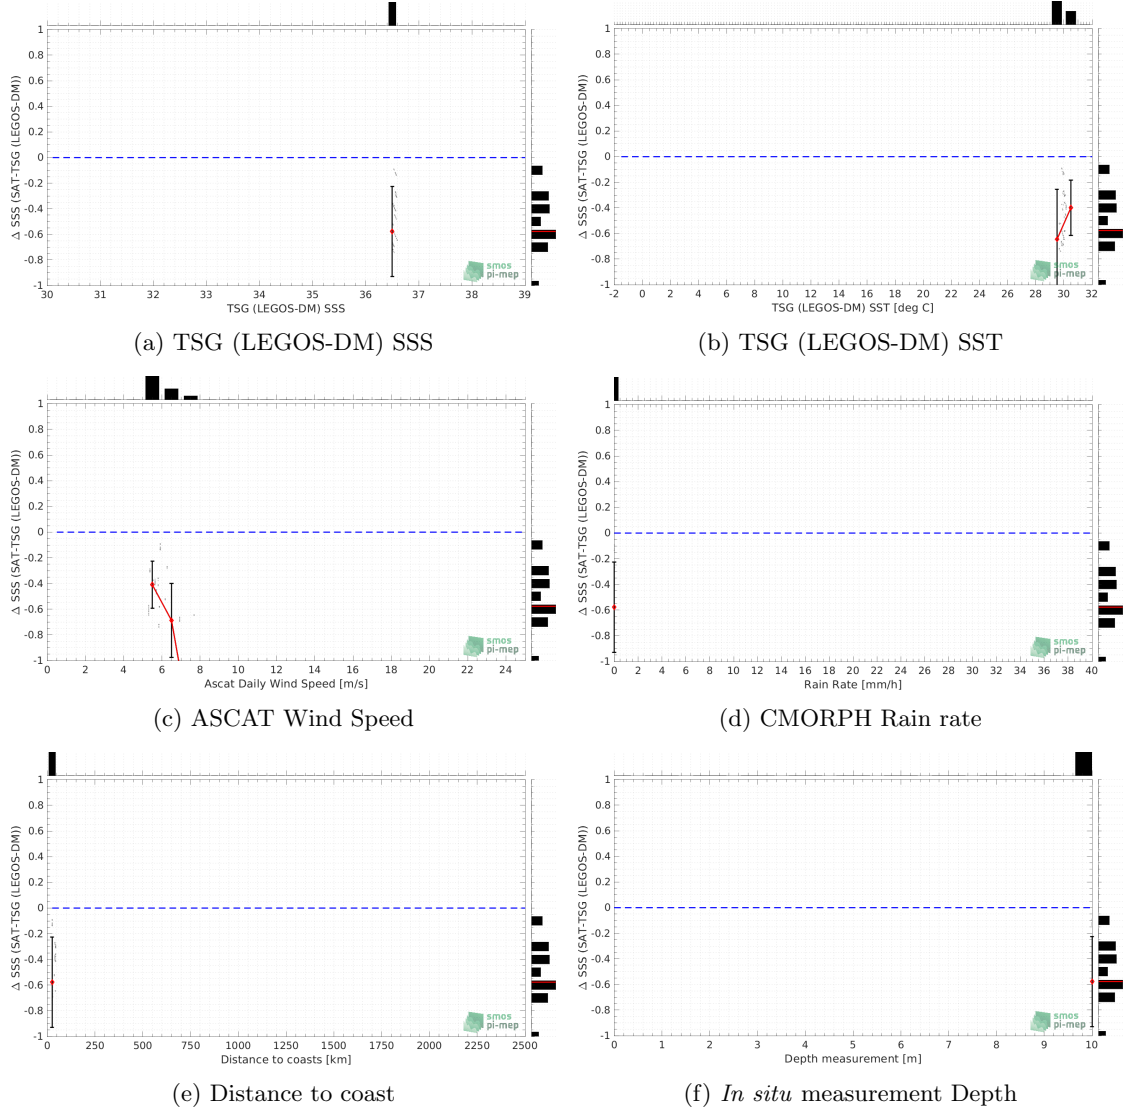 1
0.8
0.6
0.4
0.2
0
-0.2
-0.4
-0.6
-0.8
-1
Δ SSS (SAT-TSG (LEGOS-DM))
30 31 32 33 34 35 36 37 38 39
TSG (LEGOS-DM) SSS
smos
pi-mep
(a) TSG (LEGOS-DM) SSS
1
0.8
0.6
0.4
0.2
0
-0.2
-0.4
-0.6
-0.8
-1
Δ SSS (SAT-TSG (LEGOS-DM))
-2 0 2 4 6 8 10 12 14 16 18 20 22 24 26 28 30 32
TSG (LEGOS-DM) SST [deg C]
smos
pi-mep
(b) TSG (LEGOS-DM) SST
1
0.8
0.6
0.4
0.2
0
-0.2
-0.4
-0.6
-0.8
-1
Δ SSS (SAT-TSG (LEGOS-DM))
0 2 4 6 8 10 12 14 16 18 20 22 24
Ascat Daily Wind Speed [m/s]
smos
pi-mep
(c) ASCAT Wind Speed
1
0.8
0.6
0.4
0.2
0
-0.2
-0.4
-0.6
-0.8
-1
Δ SSS (SAT-TSG (LEGOS-DM))
0 2 4 6 8 10 12 14 16 18 20 22 24 26 28 30 32 34 36 38 40
Rain Rate [mm/h]
smos
pi-mep
(d) CMORPH Rain rate
1
0.8
0.6
0.4
0.2
0
-0.2
-0.4
-0.6
-0.8
-1
Δ SSS (SAT-TSG (LEGOS-DM))
0 250 500 750 1000 1250 1500 1750 2000 2250 2500
Distance to coasts [km]
smos
pi-mep
(e) Distance to coast
1
0.8
0.6
0.4
0.2
0
-0.2
-0.4
-0.6
-0.8
-1
Δ SSS (SAT-TSG (LEGOS-DM))
0 1 2 3 4 5 6 7 8 9 10
Depth measurement [m]
smos
pi-mep
(f) In situ measurement Depth